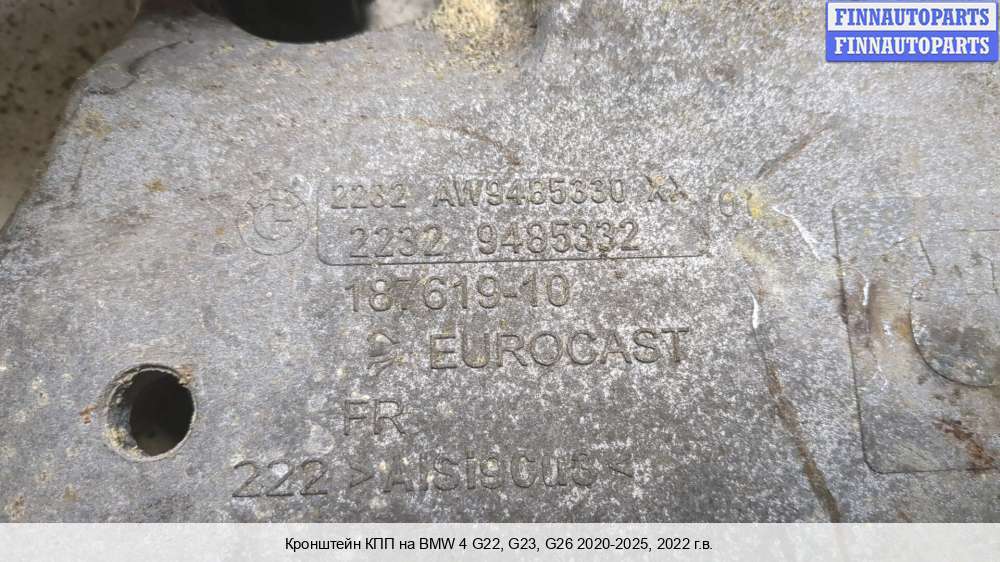 FINNAUTOPARTS
FINNAUTOPARTS
2232 AW9485330 XX
2232 9485332
187619-10
EUROCAST
FR
222 >AlSi9Cu3<
Кронштейн КПП на BMW 4 G22, G23, G26 2020-2025, 2022 г.в.